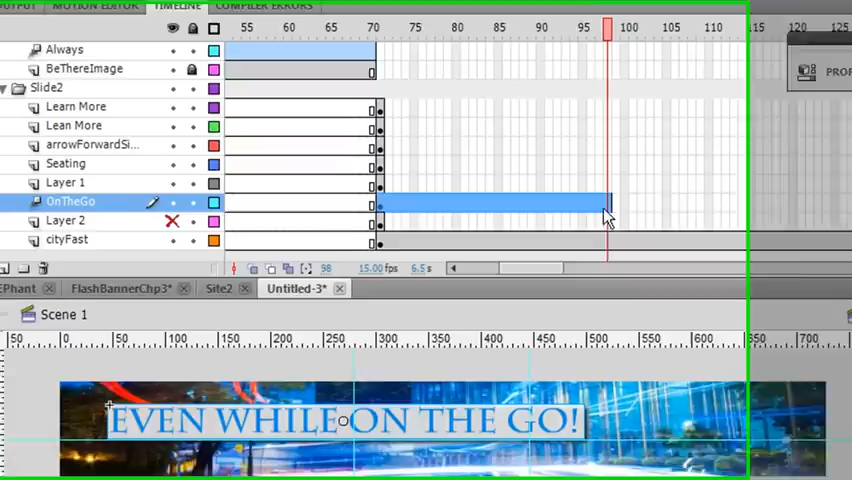 OUTPUT MOTION EDITOR TIMELINE COMPILER ERRORS
55 60 65 70 75 80 85 90 95 100 105 110 120 125
Always
BeThereImage
PROP
Slide2
Learn More
Lean More
arrowForwardSi...
Seating
Layer 1
OnTheGo
Layer 2
cityFast
98 15.00 fps 6.5 s
EPhant FlashBannerChp3* Site2 Untitled-3*
Scene 1
50 0 50 100 150 200 250 300 350 400 450 500 550 600 650 700
EVEN WHILE ON THE GO!